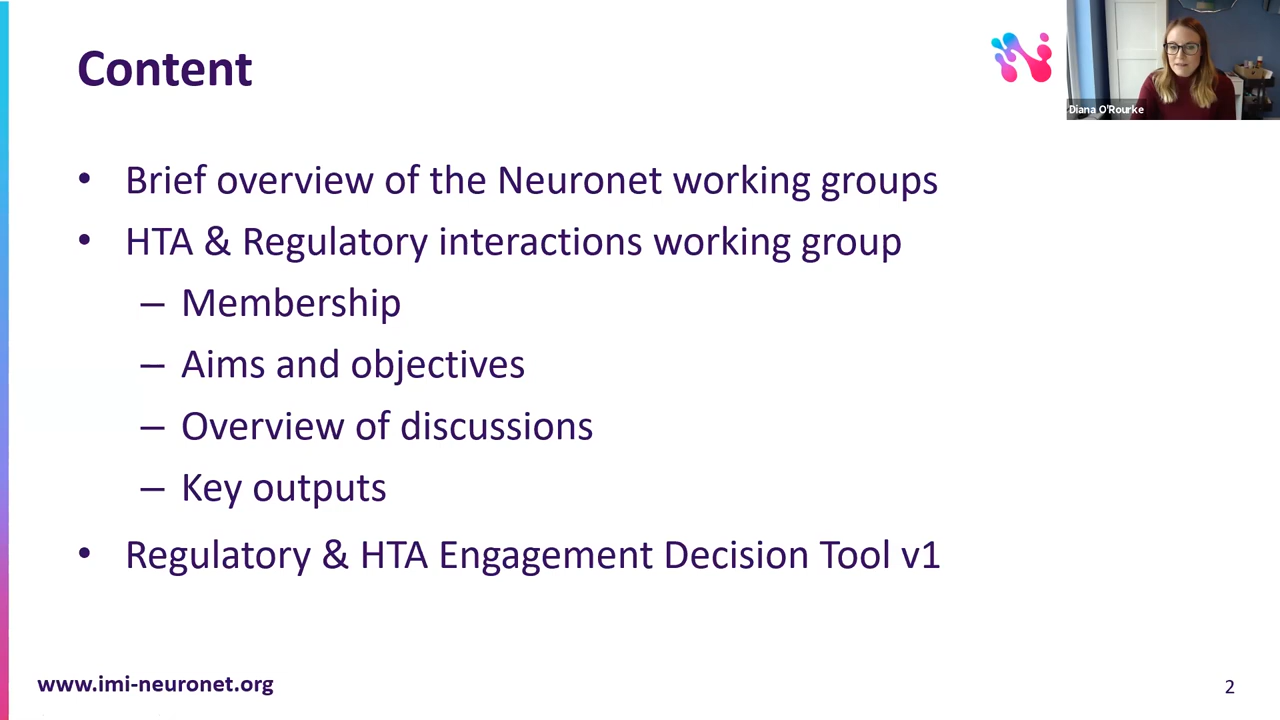 Content
Diana O'Rourke
• Brief overview of the Neuronet working groups
• HTA & Regulatory interactions working group
– Membership
– Aims and objectives
– Overview of discussions
– Key outputs
• Regulatory & HTA Engagement Decision Tool v1
www.imi-neuronet.org
2